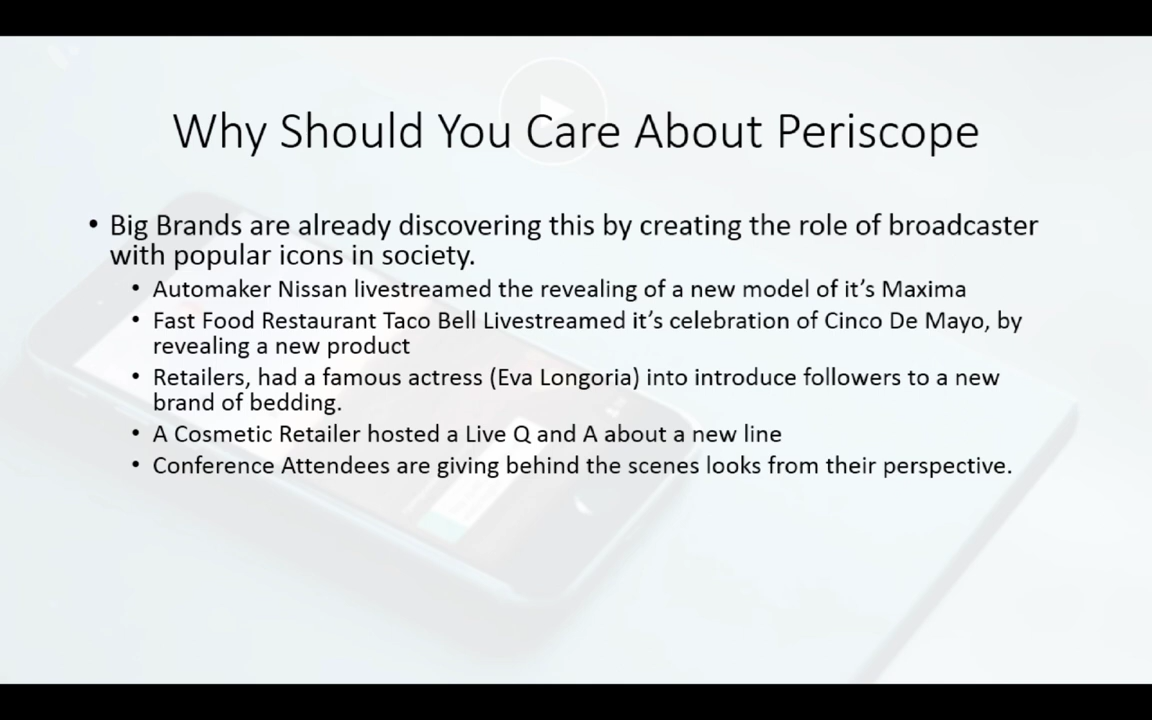 Why Should You Care About Periscope
• Big Brands are already discovering this by creating the role of broadcaster
with popular icons in society.
• Automaker Nissan livestreamed the revealing of a new model of it’s Maxima
• Fast Food Restaurant Taco Bell Livestreamed it’s celebration of Cinco De Mayo, by
revealing a new product
• Retailers, had a famous actress (Eva Longoria) into introduce followers to a new
brand of bedding.
• A Cosmetic Retailer hosted a Live Q and A about a new line
• Conference Attendees are giving behind the scenes looks from their perspective.